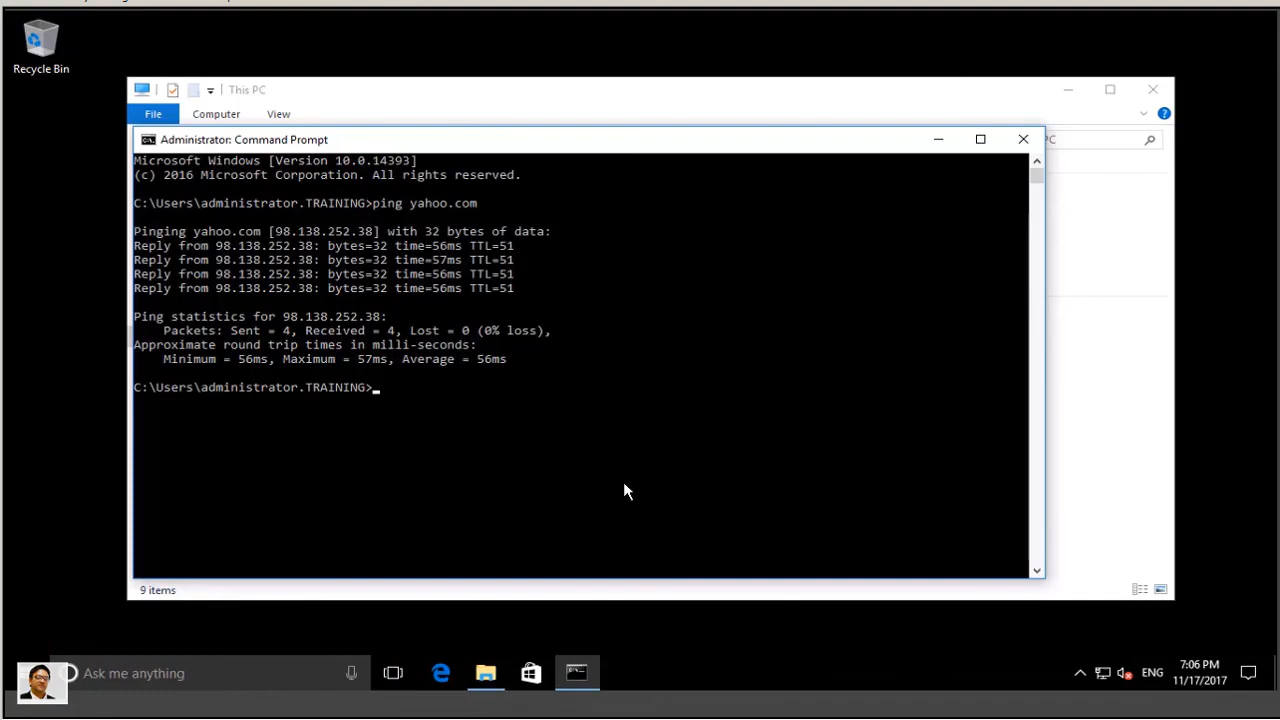 Recycle Bin
This PC
File Computer View
Administrator: Command Prompt
PC
Microsoft Windows [Version 10.0.14393]
(c) 2016 Microsoft Corporation. All rights reserved.
C:\Users\administrator.TRAINING>ping yahoo.com
Pinging yahoo.com [98.138.252.38] with 32 bytes of data:
Reply from 98.138.252.38: bytes=32 time=56ms TTL=51
Reply from 98.138.252.38: bytes=32 time=57ms TTL=51
Reply from 98.138.252.38: bytes=32 time=56ms TTL=51
Reply from 98.138.252.38: bytes=32 time=56ms TTL=51
Ping statistics for 98.138.252.38:
Packets: Sent = 4, Received = 4, Lost = 0 (0% loss),
Approximate round trip times in milli-seconds:
Minimum = 56ms, Maximum = 57ms, Average = 56ms
C:\Users\administrator.TRAINING>
9 items
Ask me anything
ENG
7:06 PM
11/17/2017